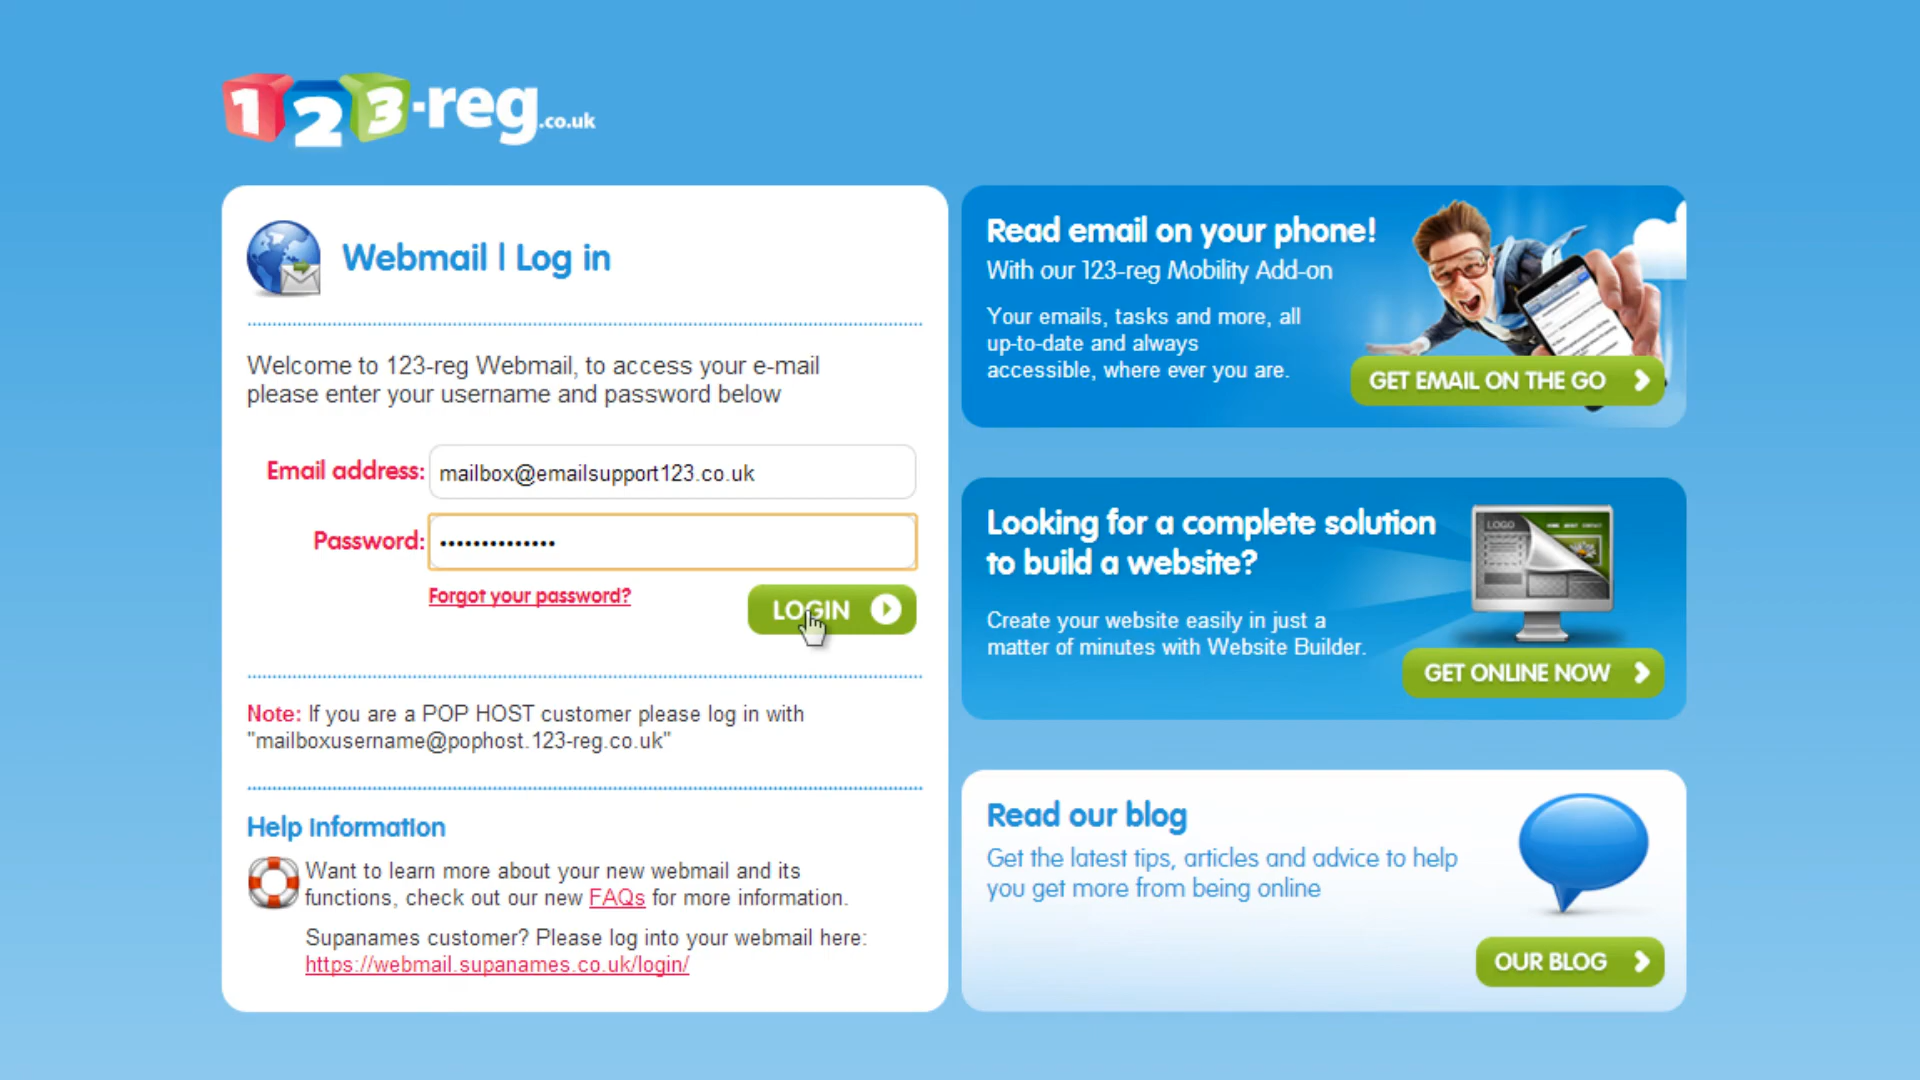 123-reg.co.uk
Webmail | Log in
Welcome to 123-reg Webmail, to access your e-mail
please enter your username and password below
Email address: mailbox@emailsupport123.co.uk
Password: ••••••••••••••
Forgot your password?
LOGIN
Note: If you are a POP HOST customer please log in with
"mailboxusername@pophost.123-reg.co.uk"
Help Information
Want to learn more about your new webmail and its
functions, check out our new FAQs for more information.
Supanames customer? Please log into your webmail here:
https://webmail.supanames.co.uk/login/
Read email on your phone!
With our 123-reg Mobility Add-on
Your emails, tasks and more, all
up-to-date and always
accessible, where ever you are.
GET EMAIL ON THE GO
Looking for a complete solution
to build a website?
Create your website easily in just a
matter of minutes with Website Builder.
LOGO
GET ONLINE NOW
Read our blog
Get the latest tips, articles and advice to help
you get more from being online
OUR BLOG